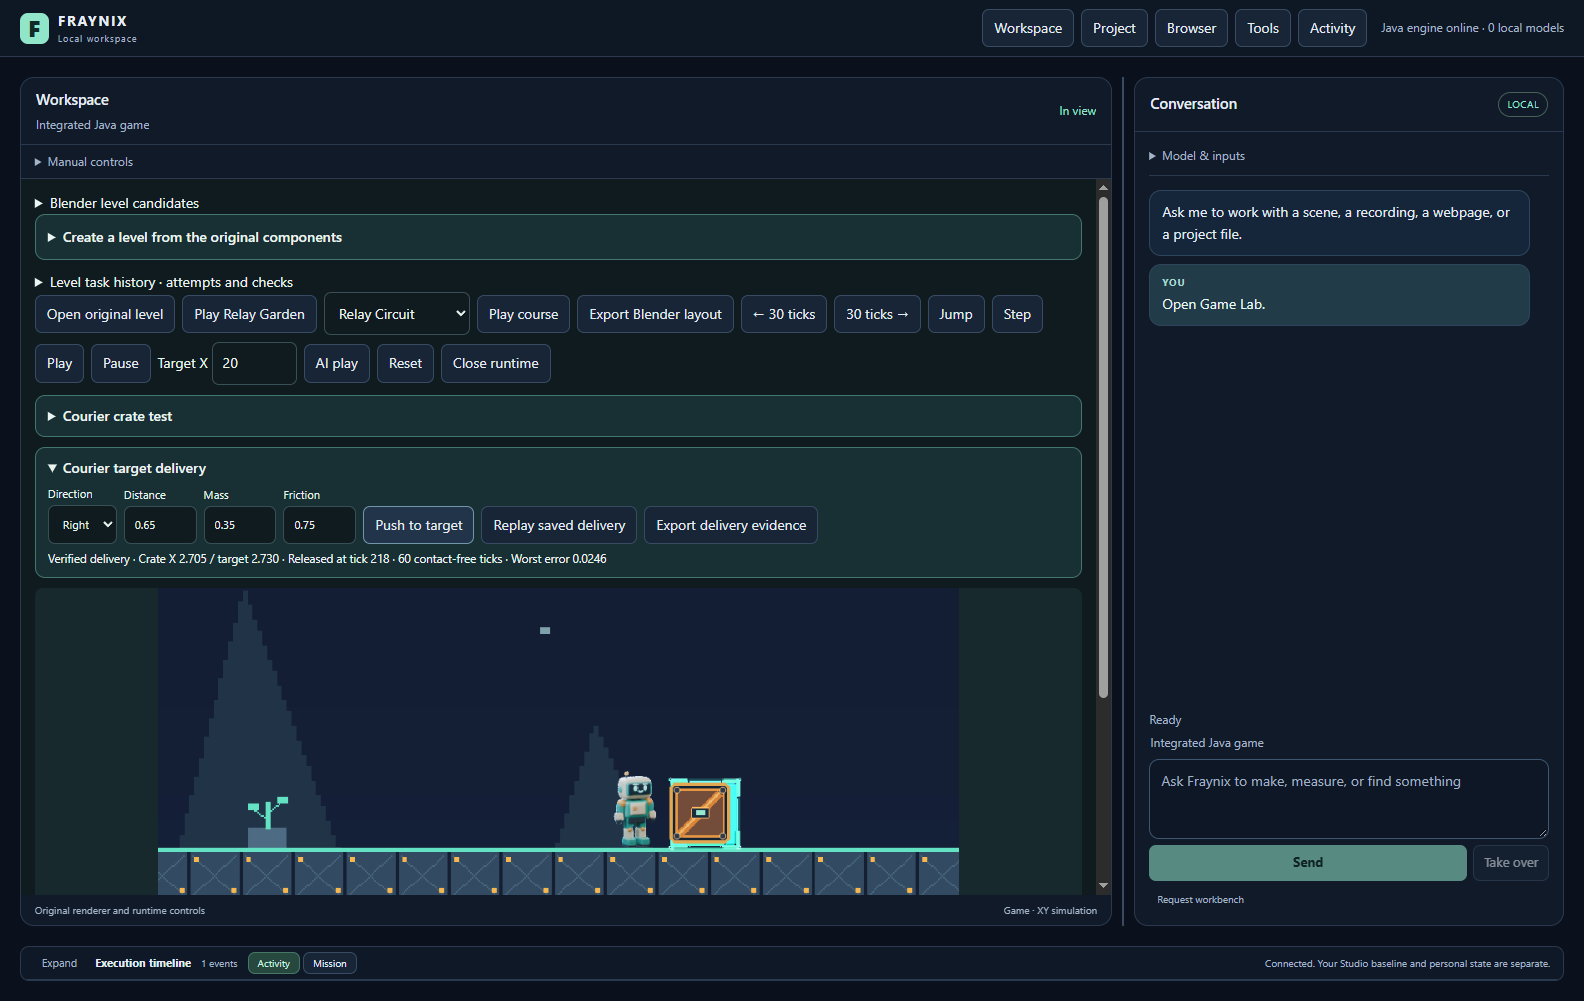 F FRAYNIX
Local workspace
Workspace Project Browser Tools Activity Java engine online · 0 local models
Workspace
Integrated Java game
In view
▶ Manual controls
▶ Blender level candidates
▶ Create a level from the original components
▶ Level task history · attempts and checks
Open original level Play Relay Garden Relay Circuit Play course Export Blender layout ← 30 ticks 30 ticks → Jump Step
Play Pause Target X 20 AI play Reset Close runtime
▶ Courier crate test
▼ Courier target delivery
Direction Distance Mass Friction
Right 0.65 0.35 0.75 Push to target Replay saved delivery Export delivery evidence
Verified delivery · Crate X 2.705 / target 2.730 · Released at tick 218 · 60 contact-free ticks · Worst error 0.0246
Original renderer and runtime controls Game · XY simulation
Conversation LOCAL
▶ Model & inputs
Ask me to work with a scene, a recording, a webpage, or
a project file.
YOU
Open Game Lab.
Ready
Integrated Java game
Ask Fraynix to make, measure, or find something
Send Take over
Request workbench
Expand Execution timeline 1 events Activity Mission Connected. Your Studio baseline and personal state are separate.